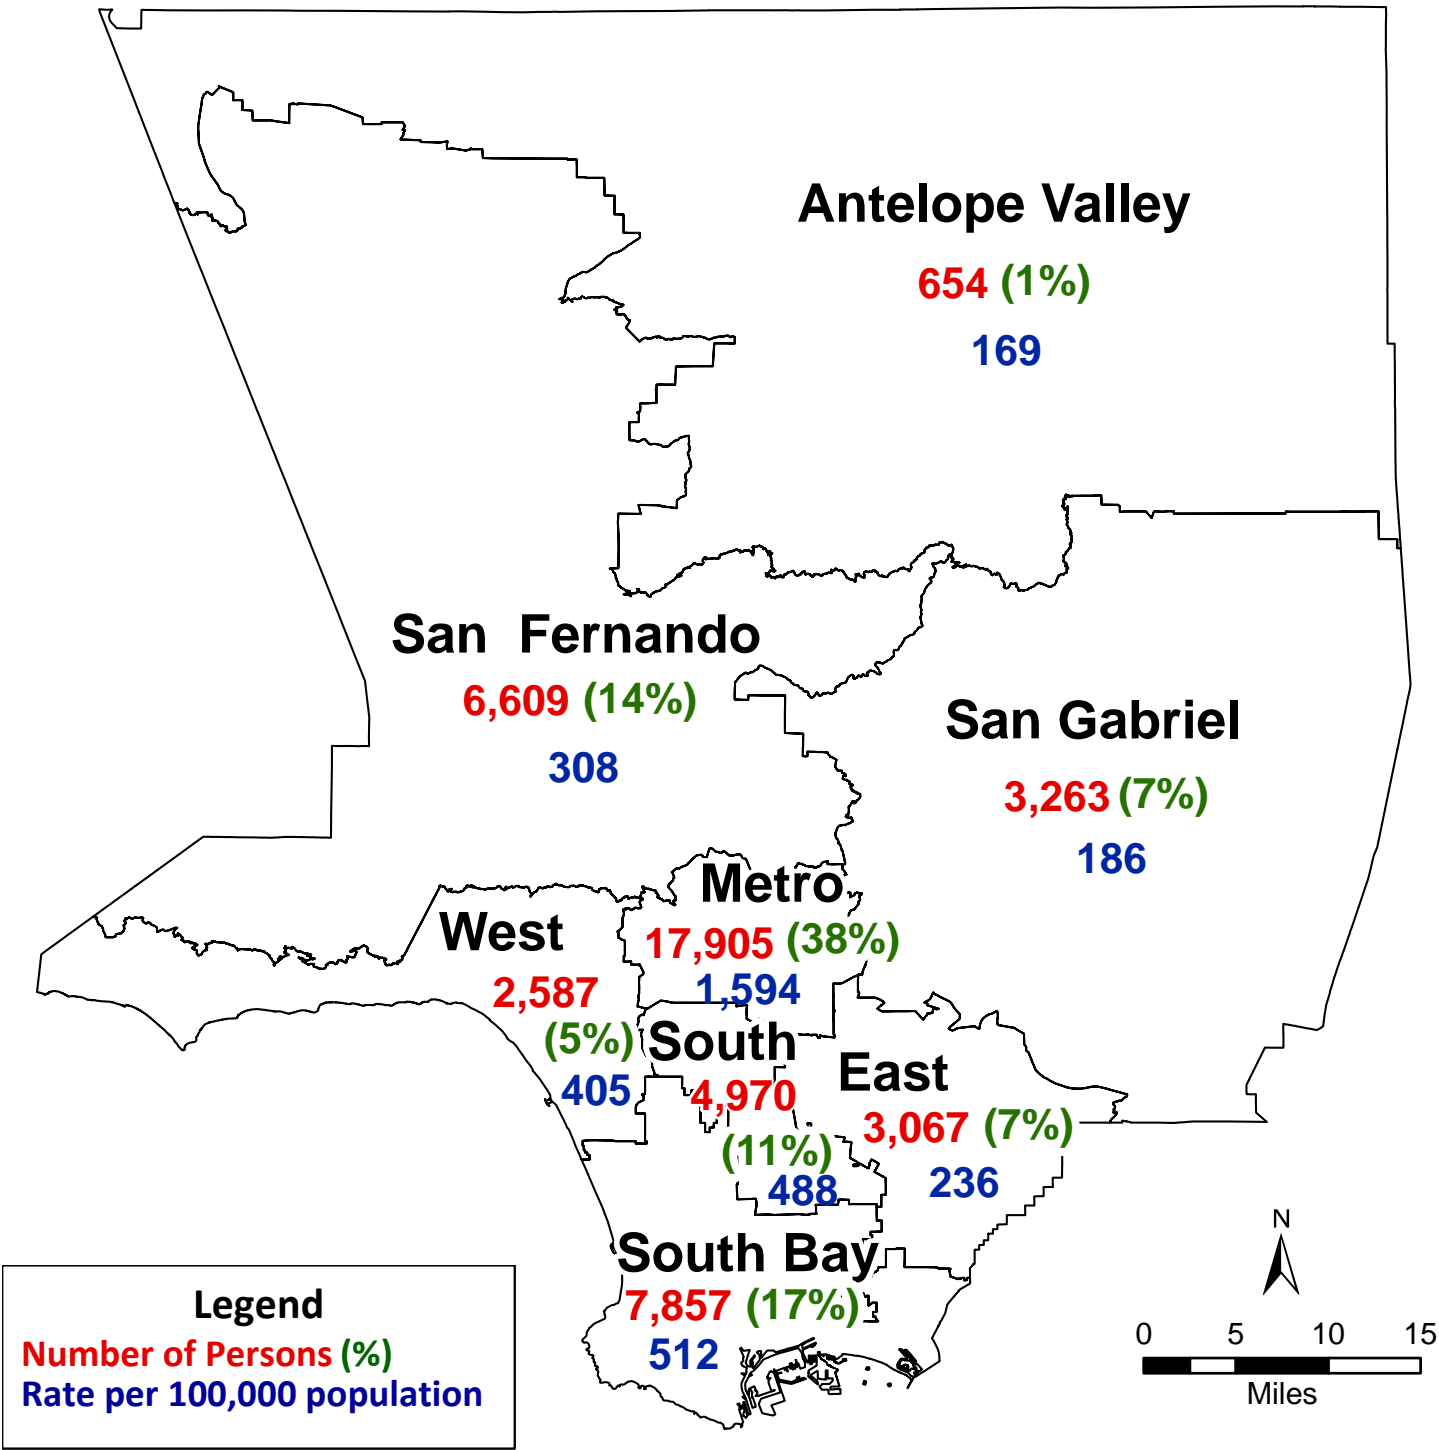 Antelope Valley
654 (1%)
169
San Fernando
6,609 (14%)
308
San Gabriel
3,263 (7%)
186
Metro
17,905 (38%)
1,594
West
2,587
(5%)
405
South
4,970
(11%)
488
East
3,067 (7%)
236
South Bay
7,857 (17%)
512
Legend
Number of Persons (%)
Rate per 100,000 population
N
0 5 10 15
Miles